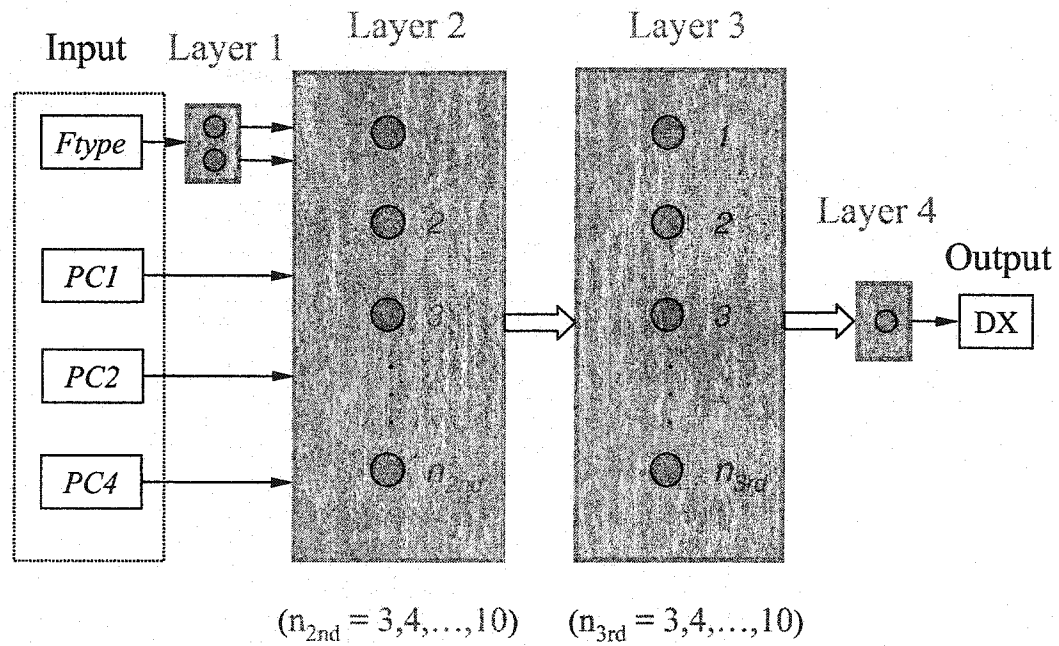 Input
Layer 1
Layer 2
Layer 3
Layer 4
Output
Ftype
PC1
PC2
PC4
2
3
n2nd
1
2
3
n3rd
DX
(n2nd = 3,4,...,10)
(n3rd = 3,4,...,10)